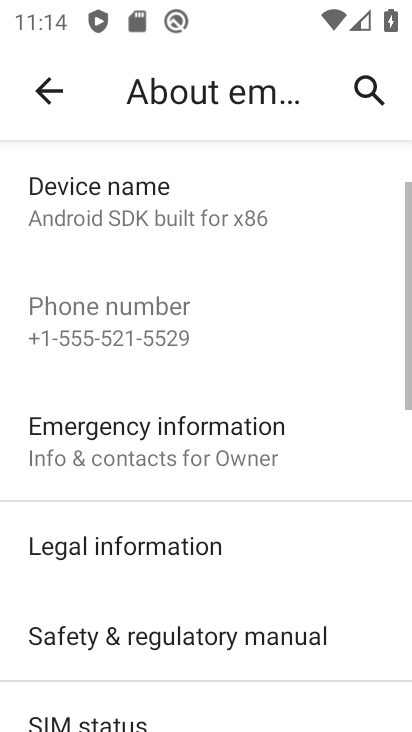 11:14
About em…
Device name
Android SDK built for x86
Phone number
+1-555-521-5529
Emergency information
Info & contacts for Owner
Legal information
Safety & regulatory manual
SIM status